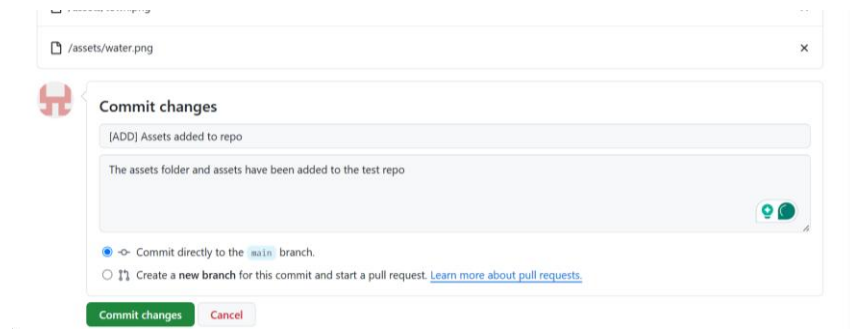 /assets/water.png
Commit changes
[ADD] Assets added to repo
The assets folder and assets have been added to the test repo
Commit directly to the main branch.
Create a new branch for this commit and start a pull request. Learn more about pull requests.
Commit changes Cancel